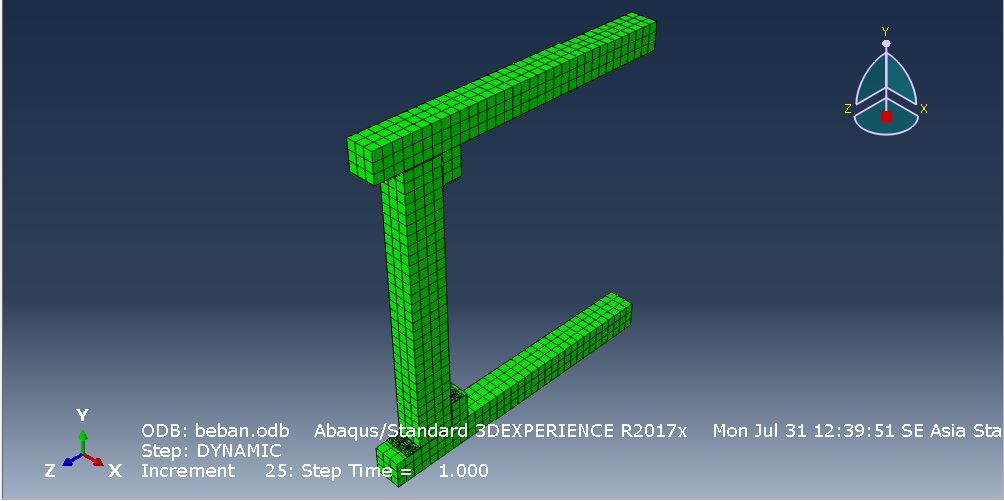 Y
Z X
Y
Z X
ODB: beban.odb Abaqus/Standard 3DEXPERIENCE R2017x Mon Jul 31 12:39:51 SE Asia Sta
Step: DYNAMIC
Increment 25: Step Time = 1.000